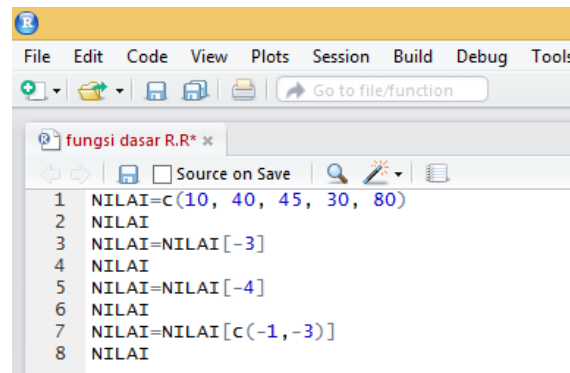 R
File Edit Code View Plots Session Build Debug Tools
Go to file/function
fungsi dasar R.R*
Source on Save
1 NILAI=c(10, 40, 45, 30, 80)
2 NILAI
3 NILAI=NILAI[-3]
4 NILAI
5 NILAI=NILAI[-4]
6 NILAI
7 NILAI=NILAI[c(-1,-3)]
8 NILAI